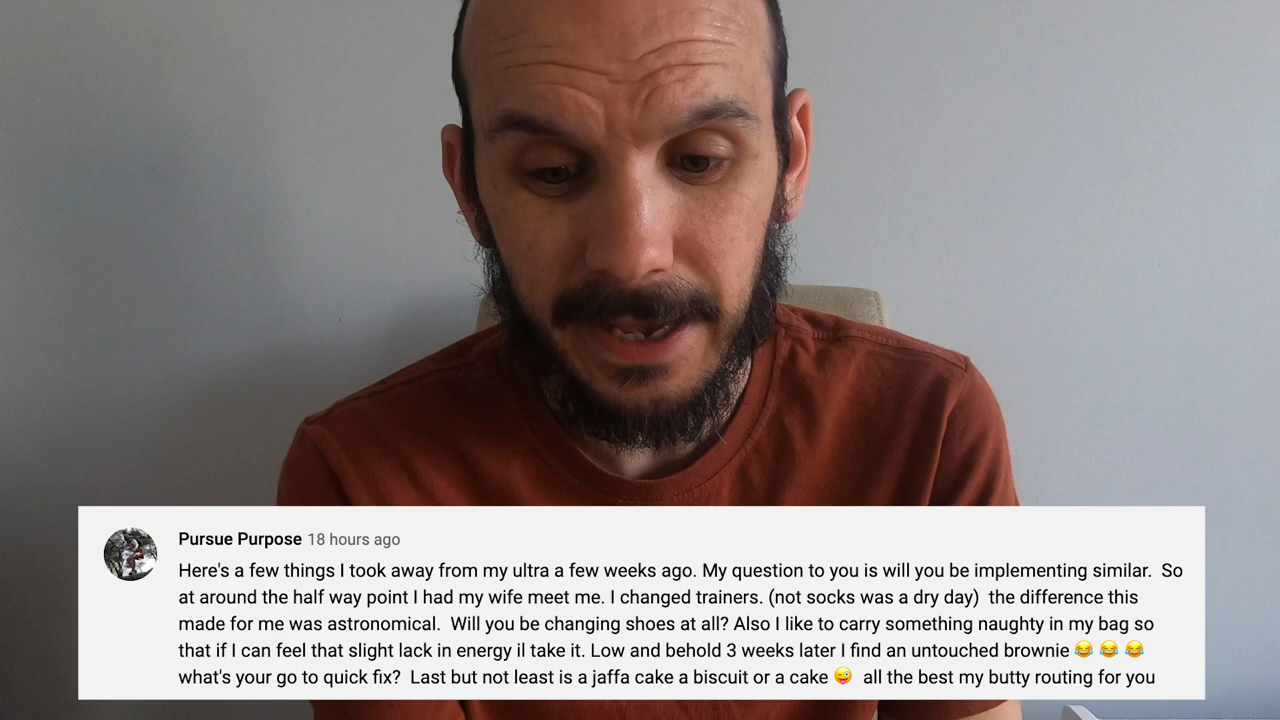 Pursue Purpose 18 hours ago
Here's a few things I took away from my ultra a few weeks ago. My question to you is will you be implementing similar.  So
at around the half way point I had my wife meet me. I changed trainers. (not socks was a dry day)  the difference this
made for me was astronomical.  Will you be changing shoes at all? Also I like to carry something naughty in my bag so
that if I can feel that slight lack in energy il take it. Low and behold 3 weeks later I find an untouched brownie 😂 😂 😂
what's your go to quick fix?  Last but not least is a jaffa cake a biscuit or a cake 😜  all the best my butty routing for you